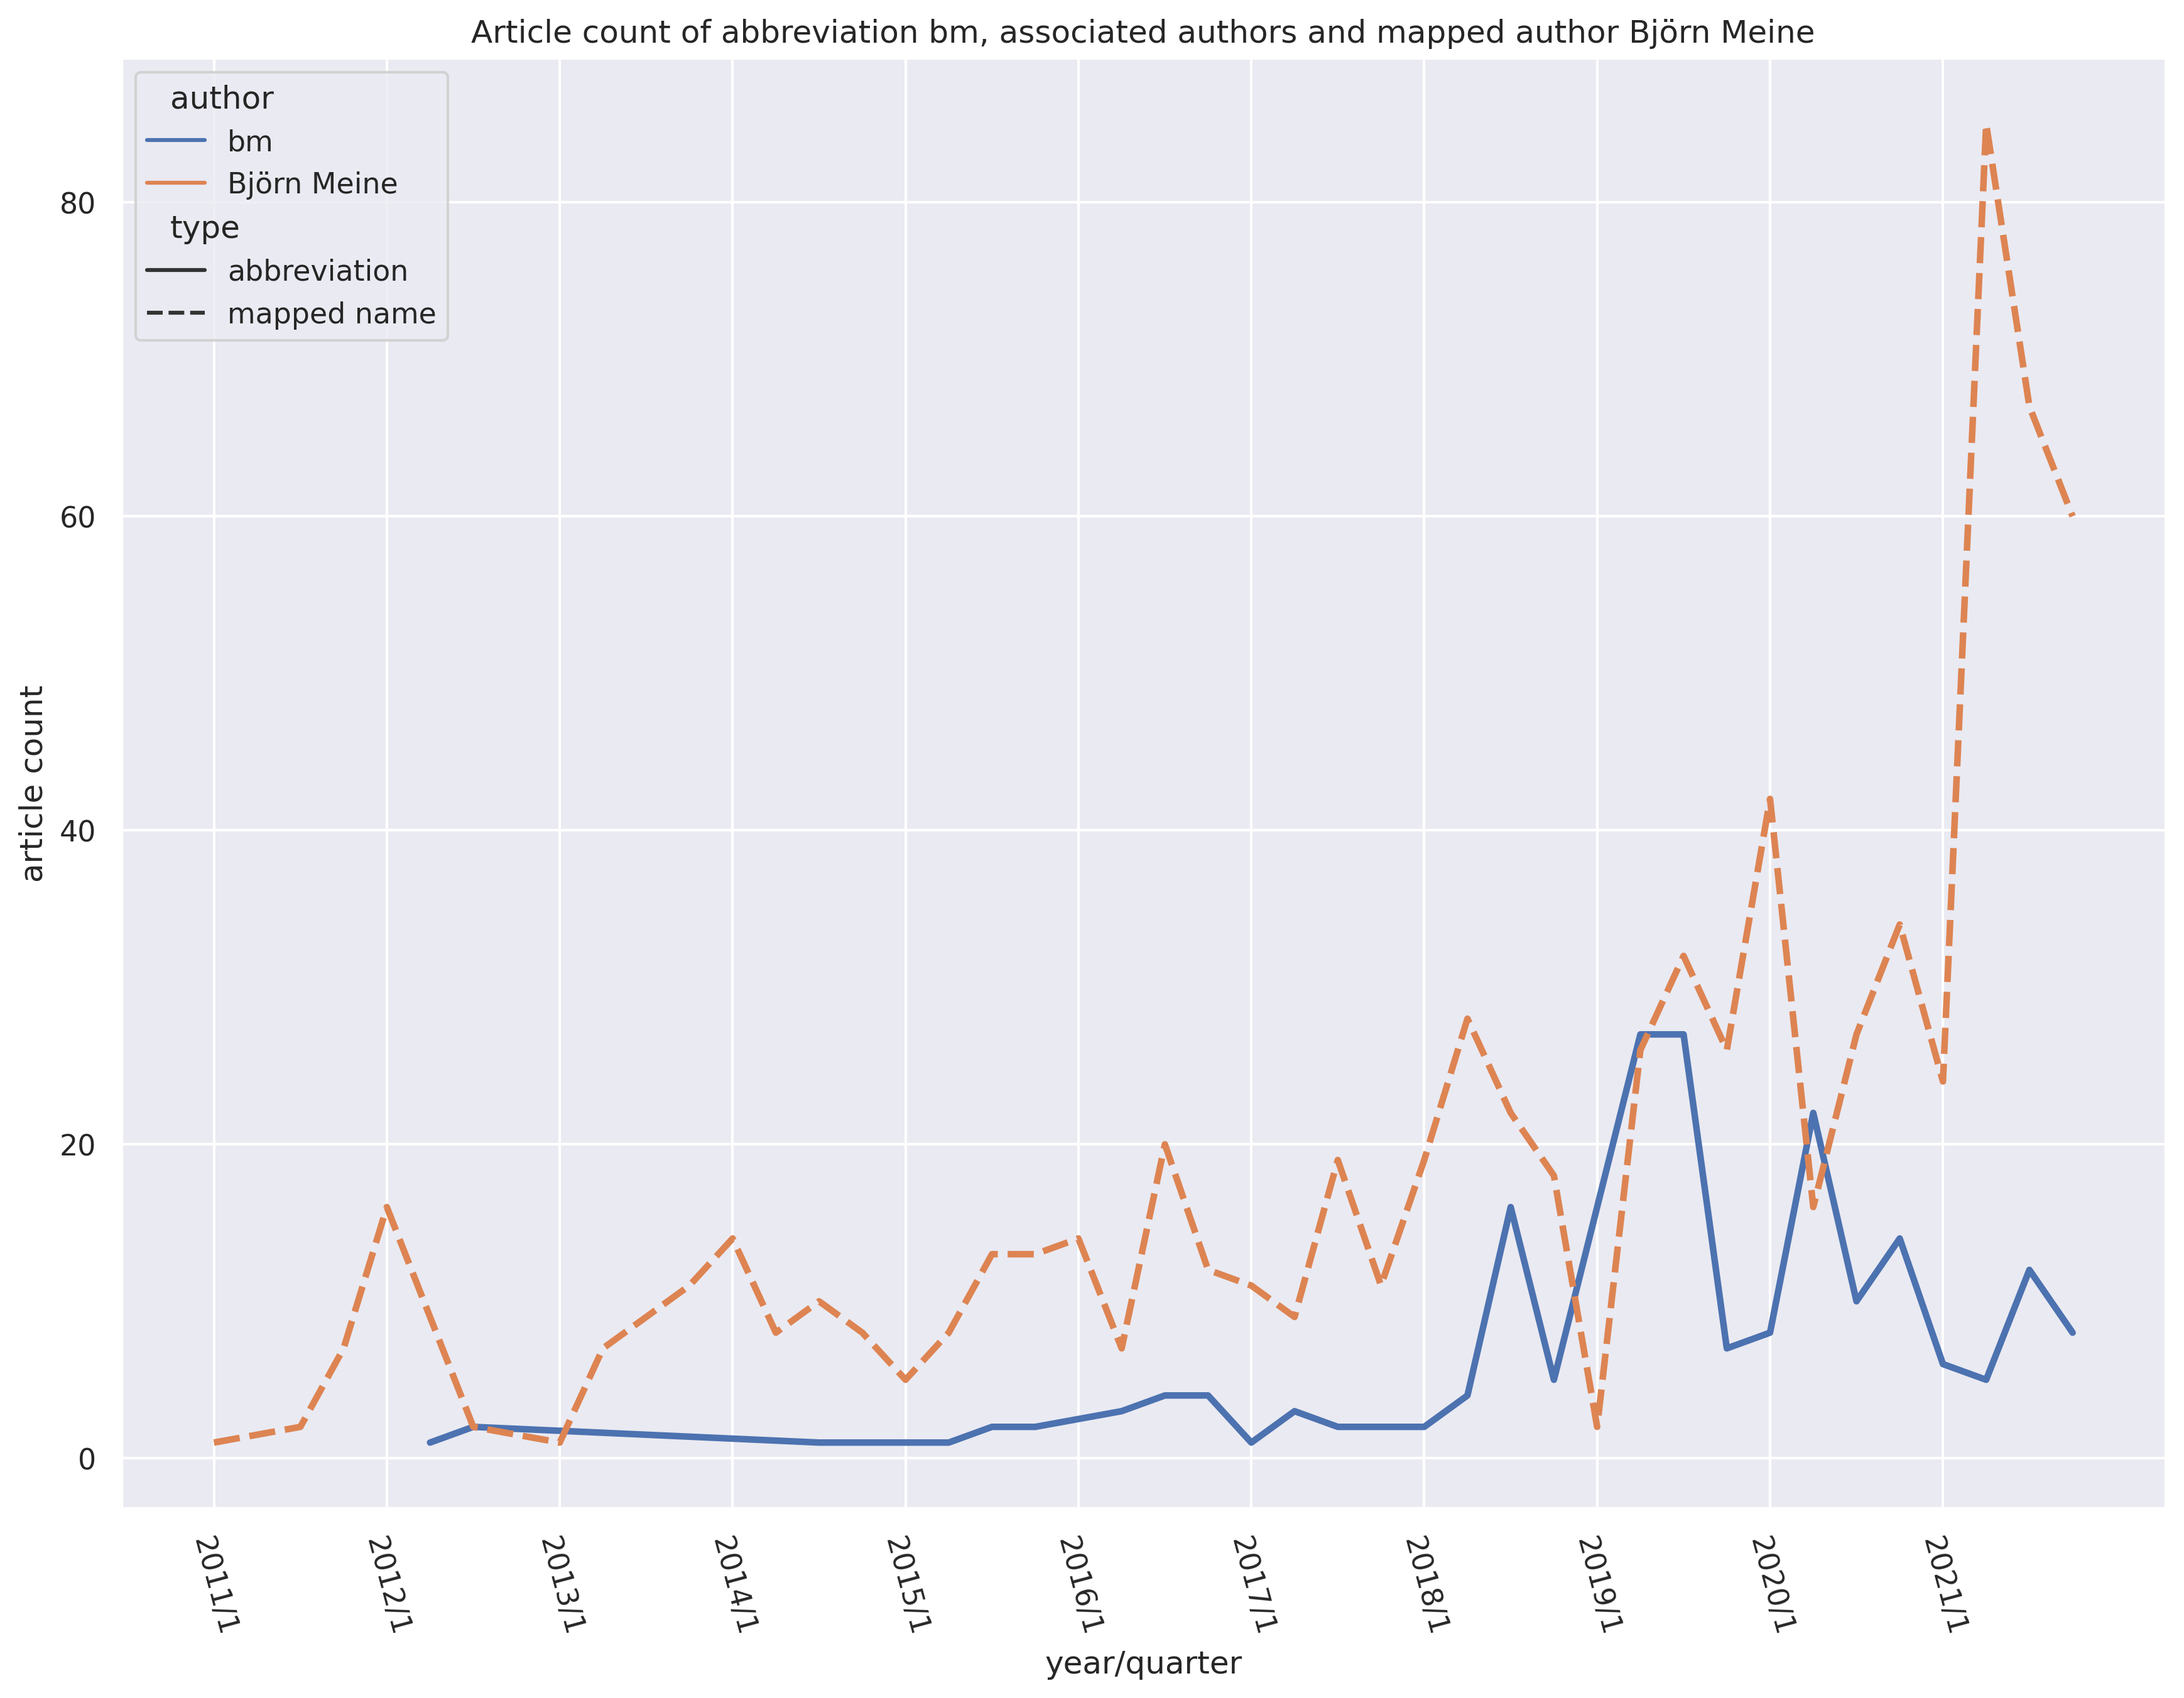 Article count of abbreviation bm, associated authors and mapped author Björn Meine
author
bm
Björn Meine
type
abbreviation
mapped name
article count
80
60
40
20
0
2011/1
2012/1
2013/1
2014/1
2015/1
2016/1
2017/1
2018/1
2019/1
2020/1
2021/1
year/quarter